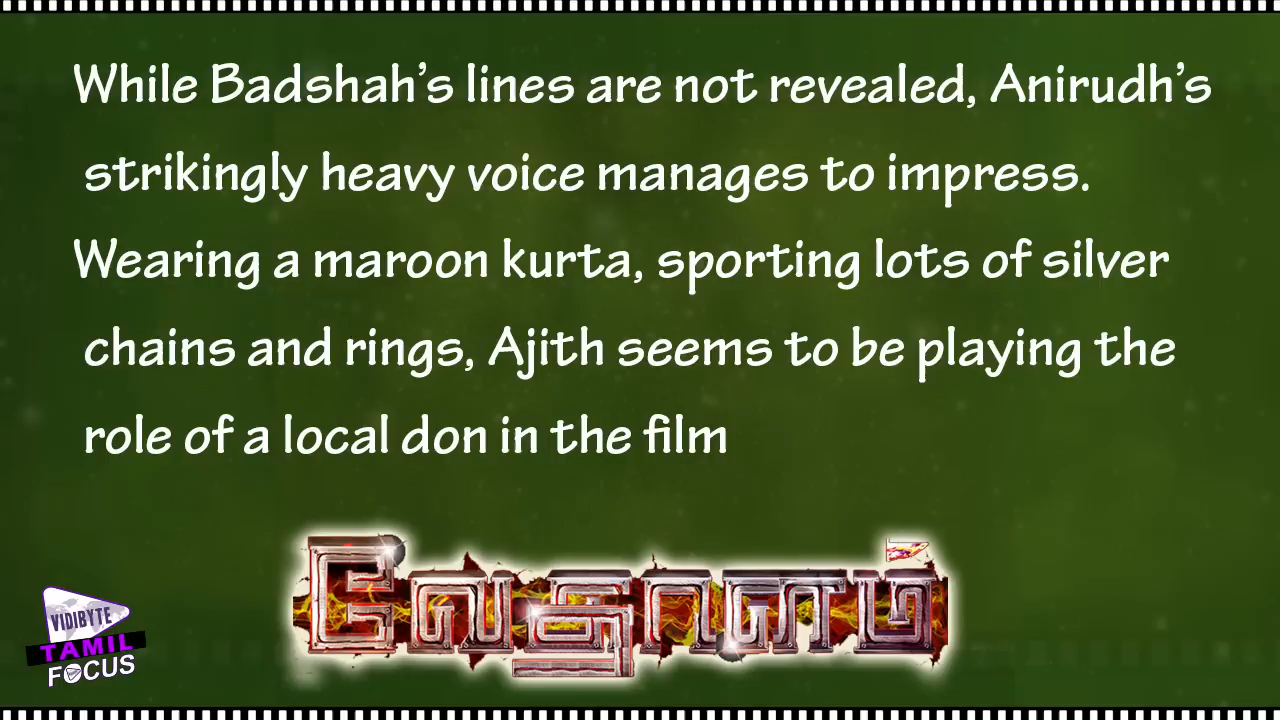 While Badshah’s lines are not revealed, Anirudh’s
strikingly heavy voice manages to impress.
Wearing a maroon kurta, sporting lots of silver
chains and rings, Ajith seems to be playing the
role of a local don in the film
வேதாளம்
VIDIBYTE
TAMIL
FOCUS